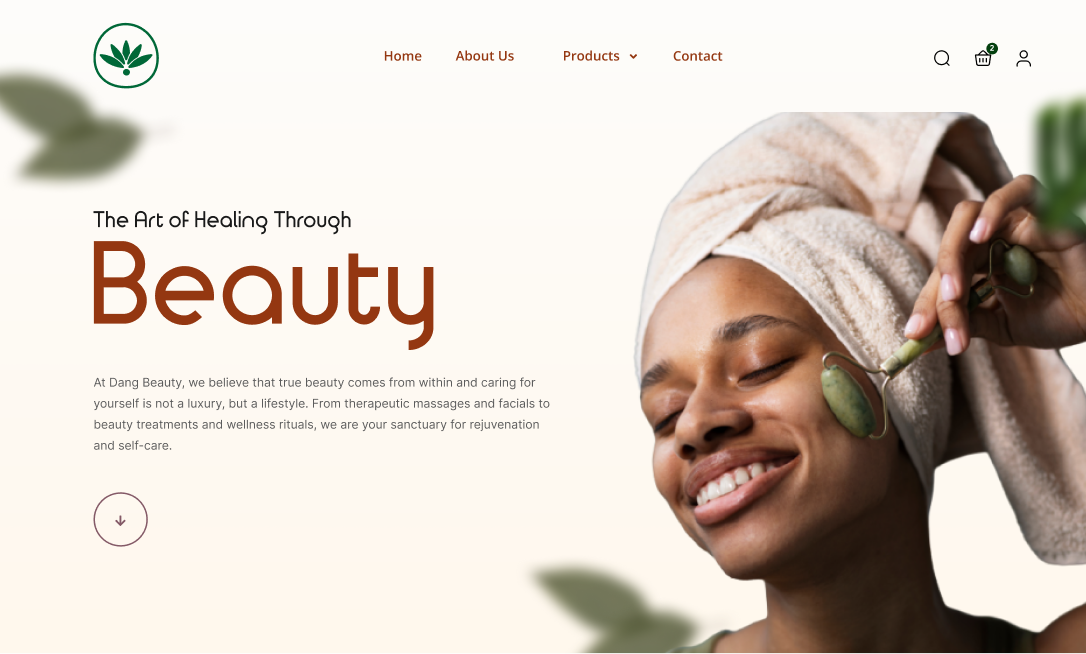 Home About Us Products Contact
2
The Art of Healing Through
Beauty
At Dang Beauty, we believe that true beauty comes from within and caring for
yourself is not a luxury, but a lifestyle. From therapeutic massages and facials to
beauty treatments and wellness rituals, we are your sanctuary for rejuvenation
and self-care.